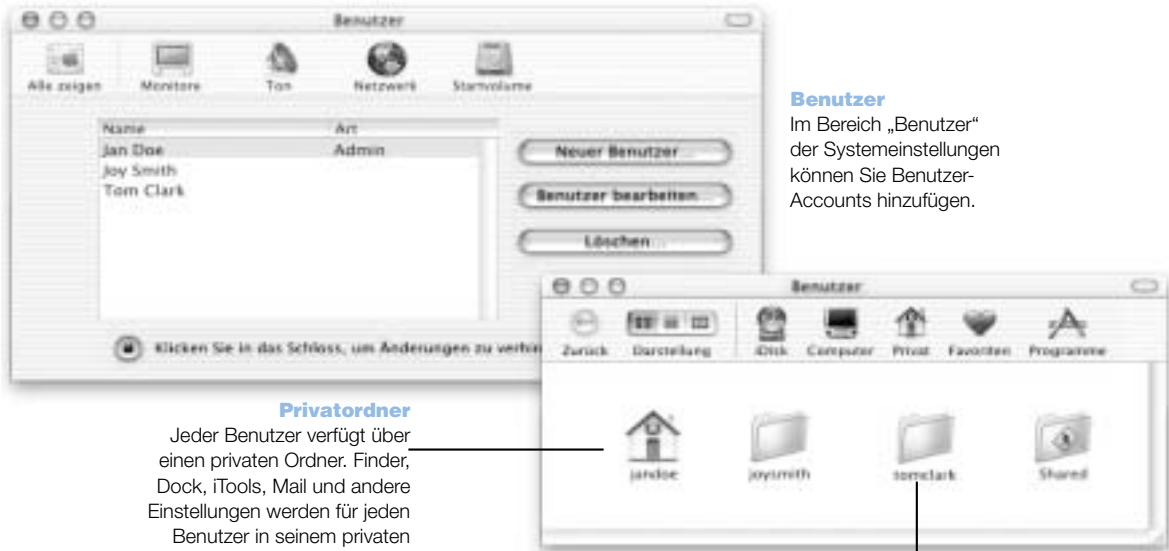 Benutzer
Alle zeigen Monitore Ton Netzwerk Startvolume
Name Art
Jan Doe Admin
Joy Smith
Tom Clark
Neuer Benutzer...
Benutzer bearbeiten...
Löschen...
Klicken Sie in das Schloss, um Änderungen zu verhin
Benutzer
Im Bereich „Benutzer“
der Systemeinstellungen
können Sie Benutzer-
Accounts hinzufügen.
Benutzer
Zurück Darstellung iDisk Computer Privat Favoriten Programme
jandoe joysmith tomclark Shared
Privatordner
Jeder Benutzer verfügt über
einen privaten Ordner. Finder,
Dock, iTools, Mail und andere
Einstellungen werden für jeden
Benutzer in seinem privaten